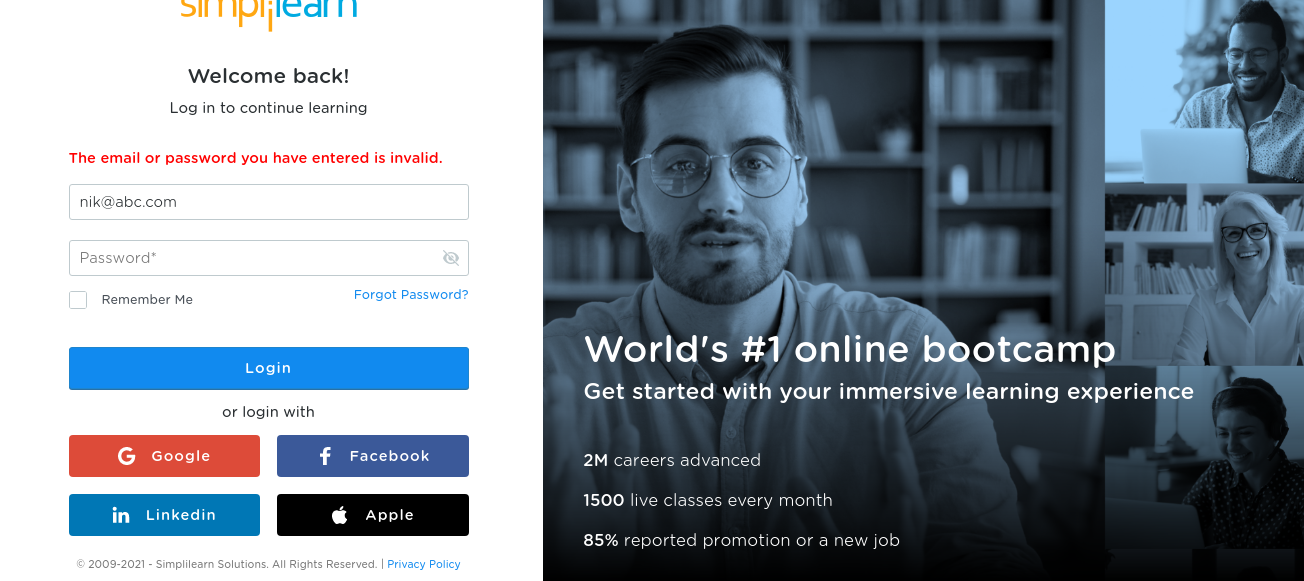 simplilearn
Welcome back!
Log in to continue learning
The email or password you have entered is invalid.
nik@abc.com
Password*
Remember Me
Forgot Password?
Login
or login with
Google
Facebook
Linkedin
Apple
© 2009-2021 - Simplilearn Solutions. All Rights Reserved. | Privacy Policy
World's #1 online bootcamp
Get started with your immersive learning experience
2M careers advanced
1500 live classes every month
85% reported promotion or a new job